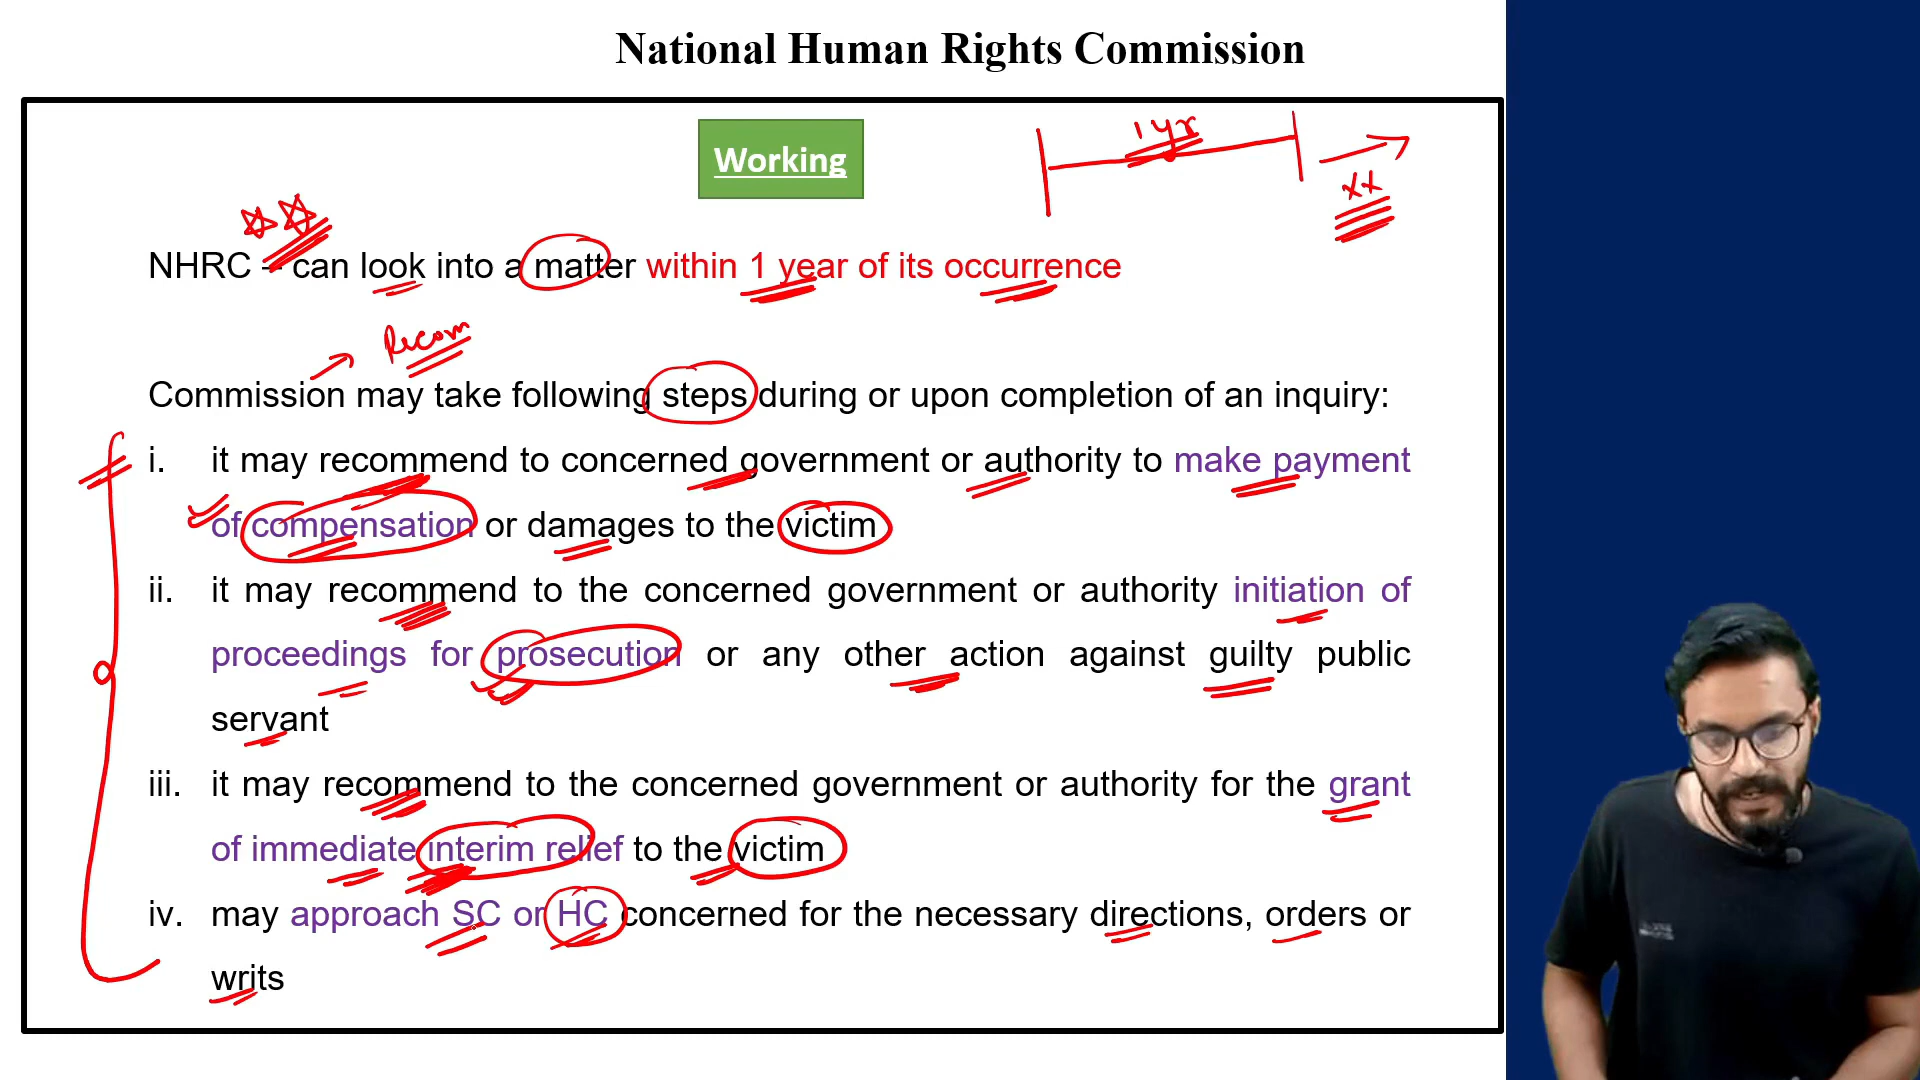 National Human Rights Commission
Working
1 yr
xx
NHRC – can look into a matter within 1 year of its occurrence
Recom
Commission may take following steps during or upon completion of an inquiry:
i. it may recommend to concerned government or authority to make payment
of compensation or damages to the victim
ii. it may recommend to the concerned government or authority initiation of
proceedings for prosecution or any other action against guilty public
servant
iii. it may recommend to the concerned government or authority for the grant
of immediate interim relief to the victim
iv. may approach SC or HC concerned for the necessary directions, orders or
writs